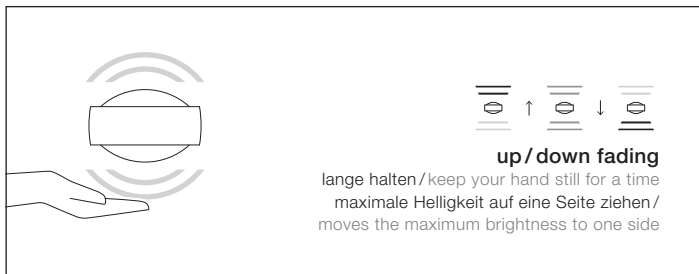 up/down fading
lange halten/keep your hand still for a time
maximale Helligkeit auf eine Seite ziehen/
moves the maximum brightness to one side